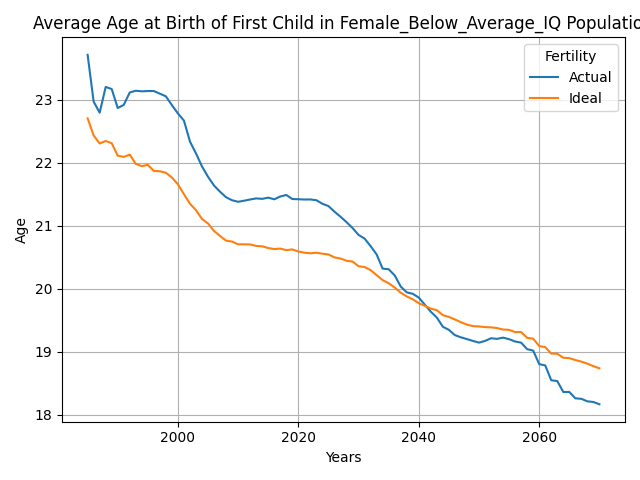 Average Age at Birth of First Child in Female_Below_Average_IQ Populatio
Fertility
Actual
Ideal
23
22
21
20
19
18
Age
2000 2020 2040 2060
Years